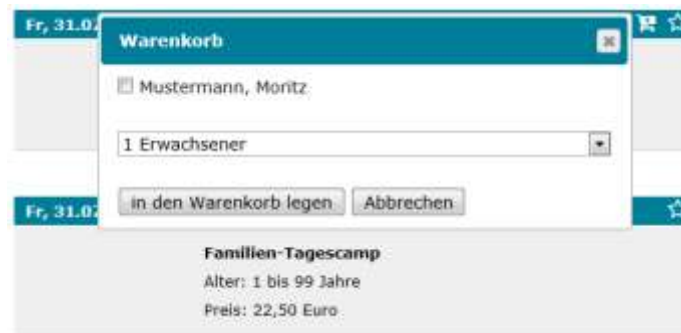 Fr, 31.0
Warenkorb
Mustermann, Moritz
1 Erwachsener
in den Warenkorb legen Abbrechen
Fr, 31.0
Familien-Tagescamp
Alter: 1 bis 99 Jahre
Preis: 22,50 Euro